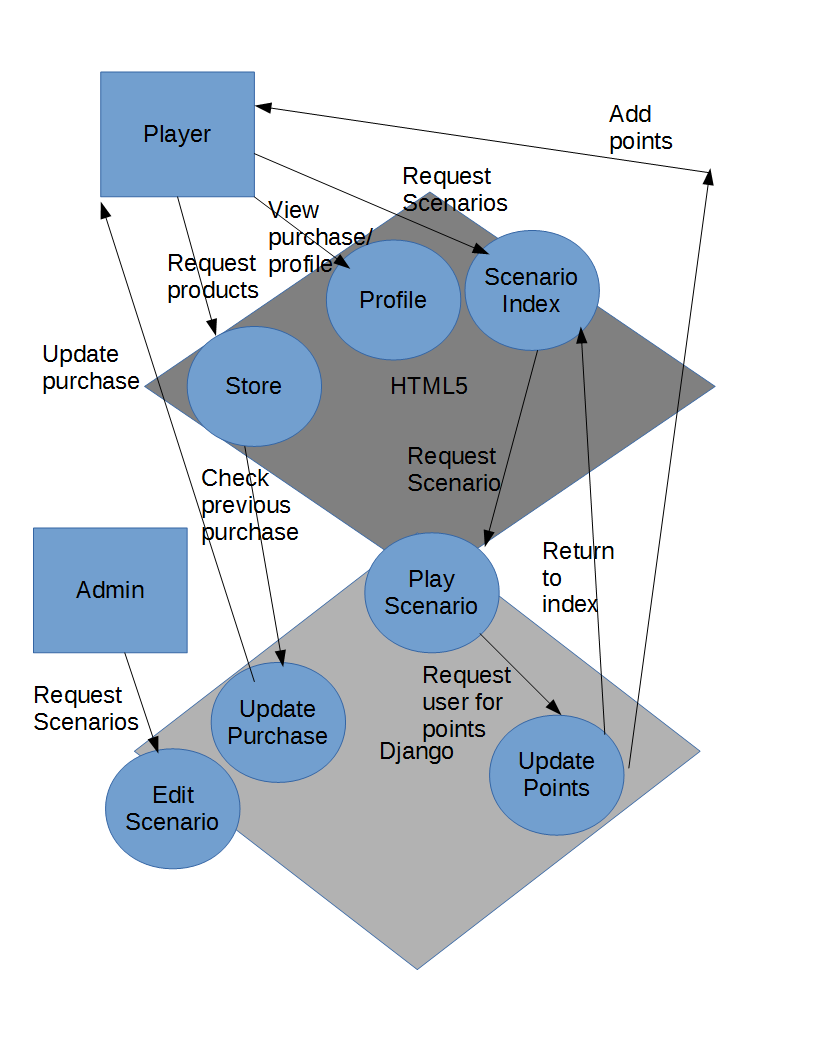 Player
Add
points
Request
Scenarios
View
purchase/
profile
Request
products
Scenario
Index
Profile
Update
purchase
Store
HTML5
Request
Scenario
Check
previous
purchase
Return
to
index
Admin
Play
Scenario
Request
Scenarios
Request
user for
points
Update
Purchase
Django
Update
Points
Edit
Scenario